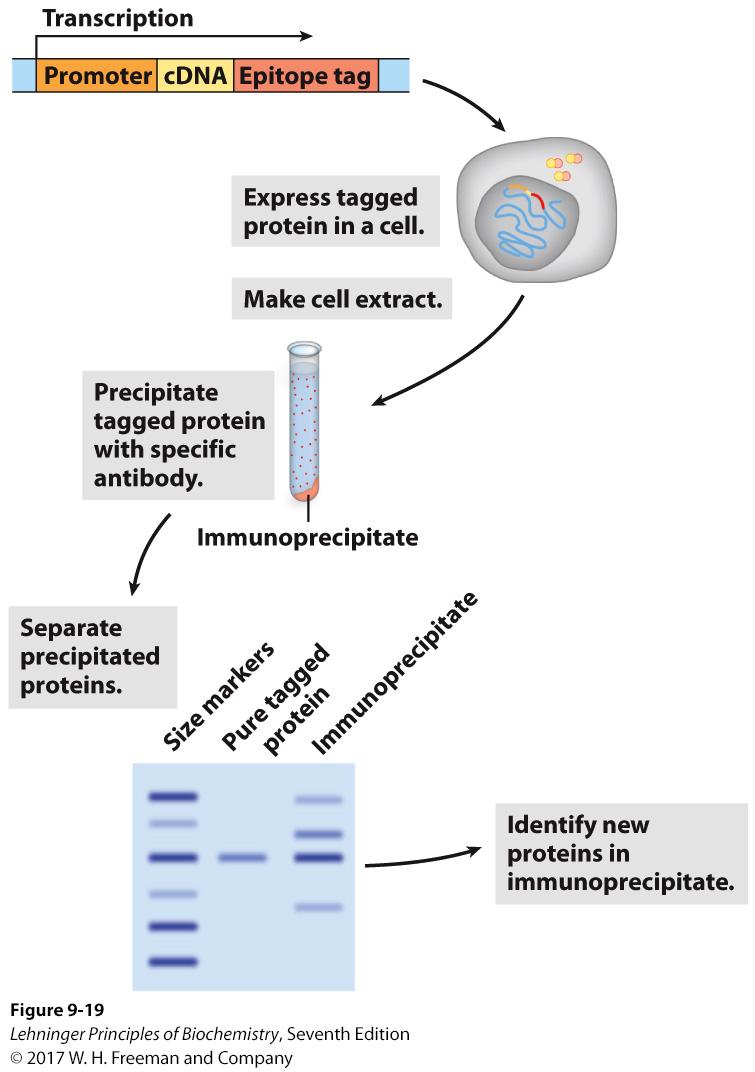 Transcription
Promoter cDNA Epitope tag
Express tagged
protein in a cell.
Make cell extract.
Precipitate
tagged protein
with specific
antibody.
Immunoprecipitate
Separate
precipitated
proteins.
Size markers
Pure tagged
protein
Immunoprecipitate
Identify new
proteins in
immunoprecipitate.
Figure 9-19
Lehninger Principles of Biochemistry, Seventh Edition
© 2017 W. H. Freeman and Company